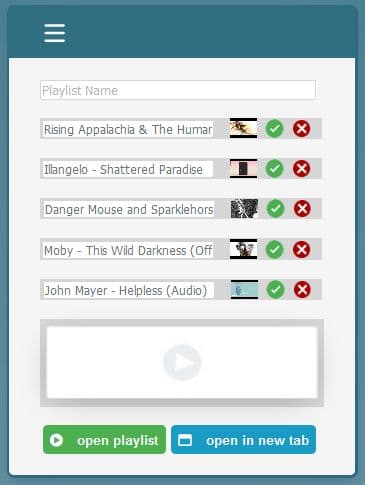 Playlist Name
Rising Appalachia & The Human
Illangelo - Shattered Paradise
Danger Mouse and Sparklehors
Moby - This Wild Darkness (Off
John Mayer - Helpless (Audio)
open playlist
open in new tab